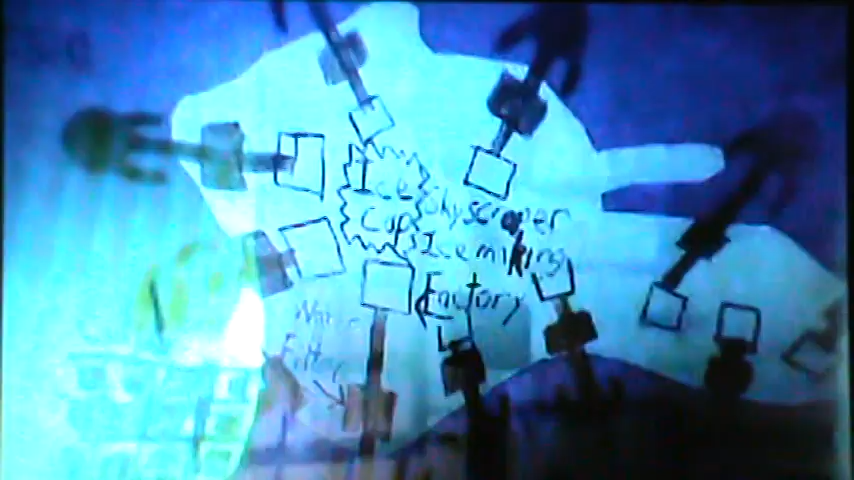 Ice
Cap
Skyscraper
Ice making
Factory
Water
Filter